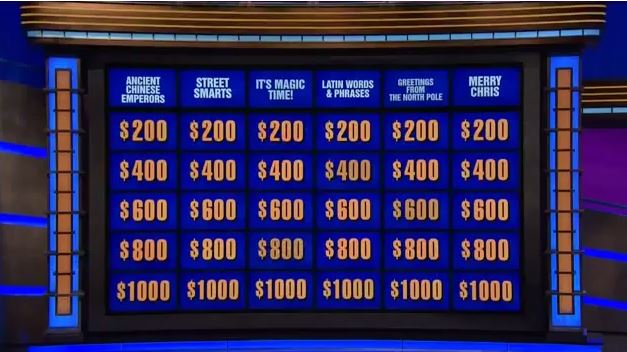 ANCIENT
CHINESE
EMPERORS
STREET
SMARTS
IT'S MAGIC
TIME!
LATIN WORDS
& PHRASES
GREETINGS
FROM
THE NORTH POLE
MERRY
CHRIS
$200 $200 $200 $200 $200 $200
$400 $400 $400 $400 $400 $400
$600 $600 $600 $600 $600 $600
$800 $800 $800 $800 $800 $800
$1000 $1000 $1000 $1000 $1000 $1000